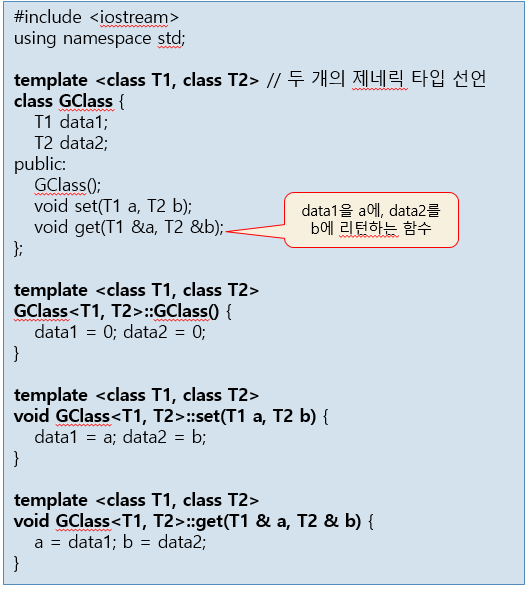 #include <iostream>
using namespace std;
template <class T1, class T2> // 두 개의 제네릭 타입 선언
class GClass {
T1 data1;
T2 data2;
public:
GClass();
void set(T1 a, T2 b);
void get(T1 &a, T2 &b);
};
data1을 a에, data2를
b에 리턴하는 함수
template <class T1, class T2>
GClass<T1, T2>::GClass() {
data1 = 0; data2 = 0;
}
template <class T1, class T2>
void GClass<T1, T2>::set(T1 a, T2 b) {
data1 = a; data2 = b;
}
template <class T1, class T2>
void GClass<T1, T2>::get(T1 & a, T2 & b) {
a = data1; b = data2;
}